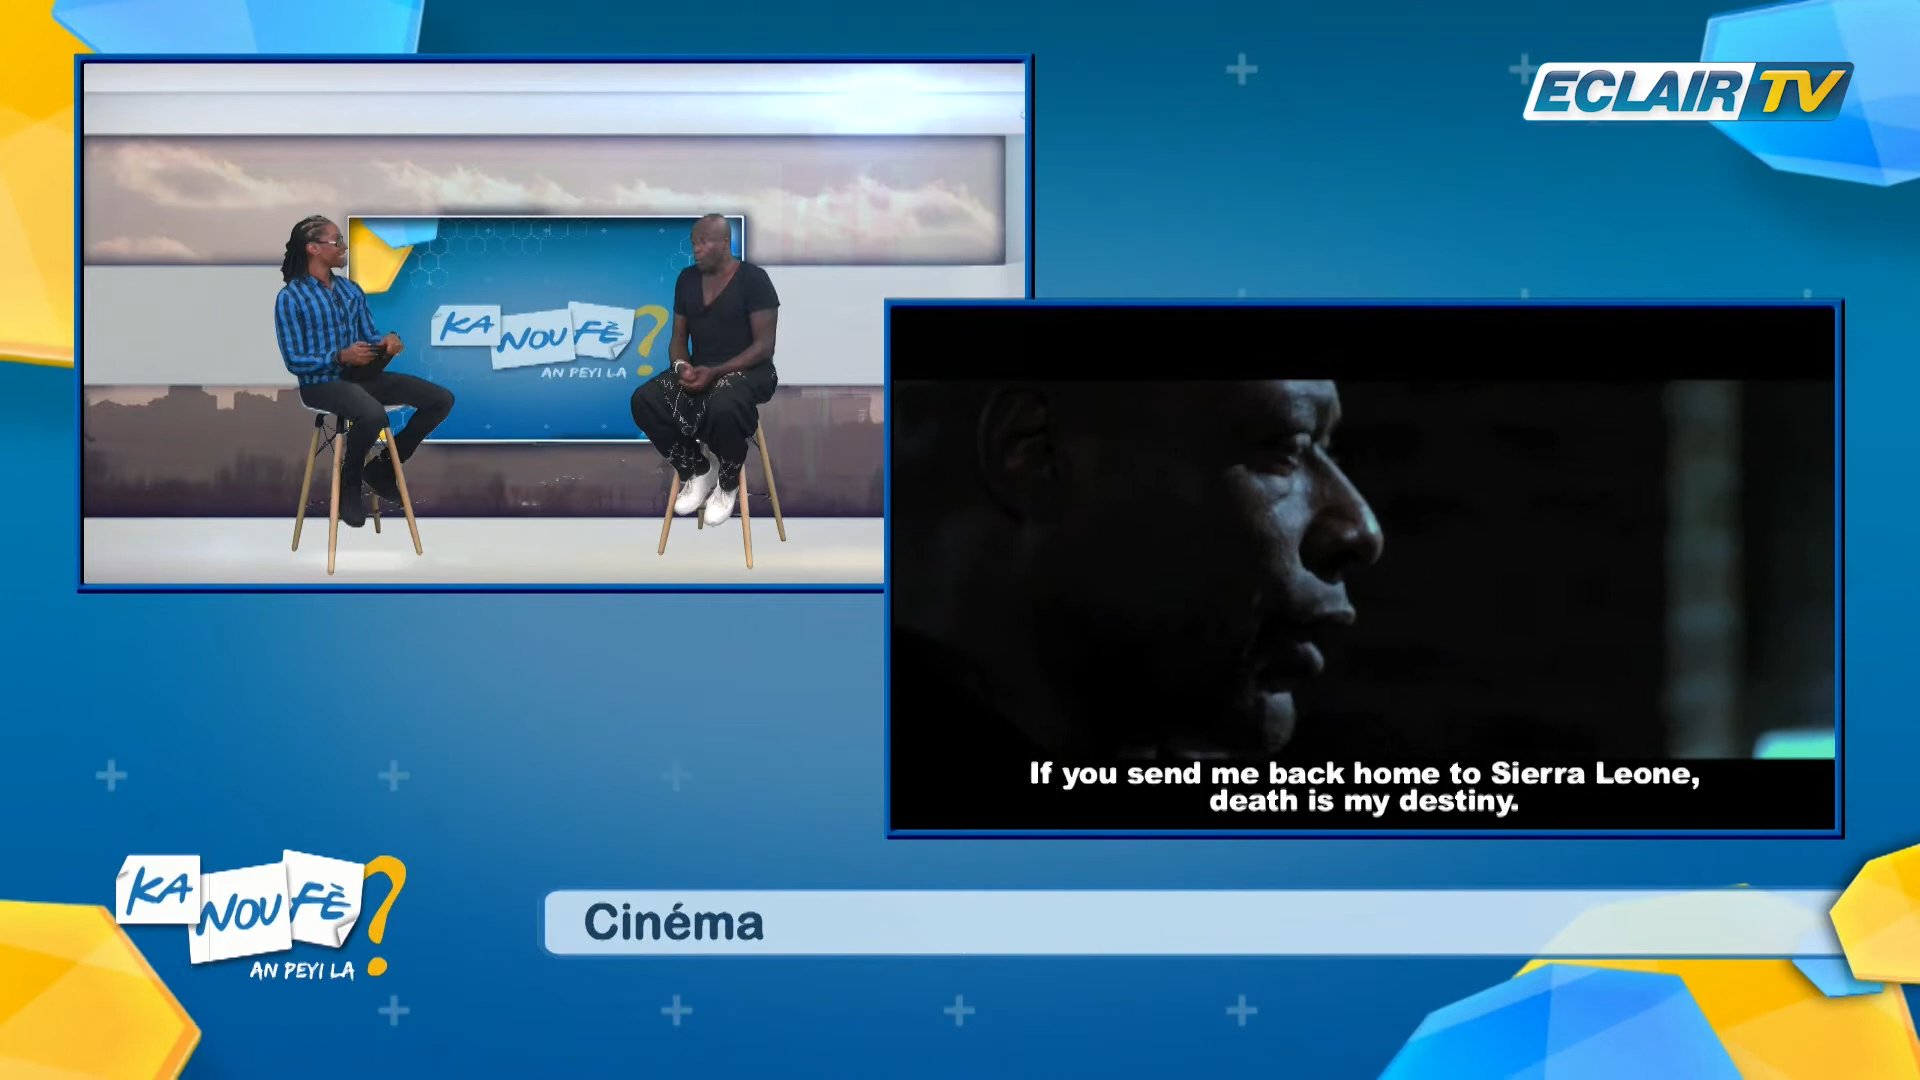 ECLAIR TV
KA NOU FÈ ?
AN PEYI LA
If you send me back home to Sierra Leone,
death is my destiny.
KA NOU FÈ ?
AN PEYI LA
Cinéma